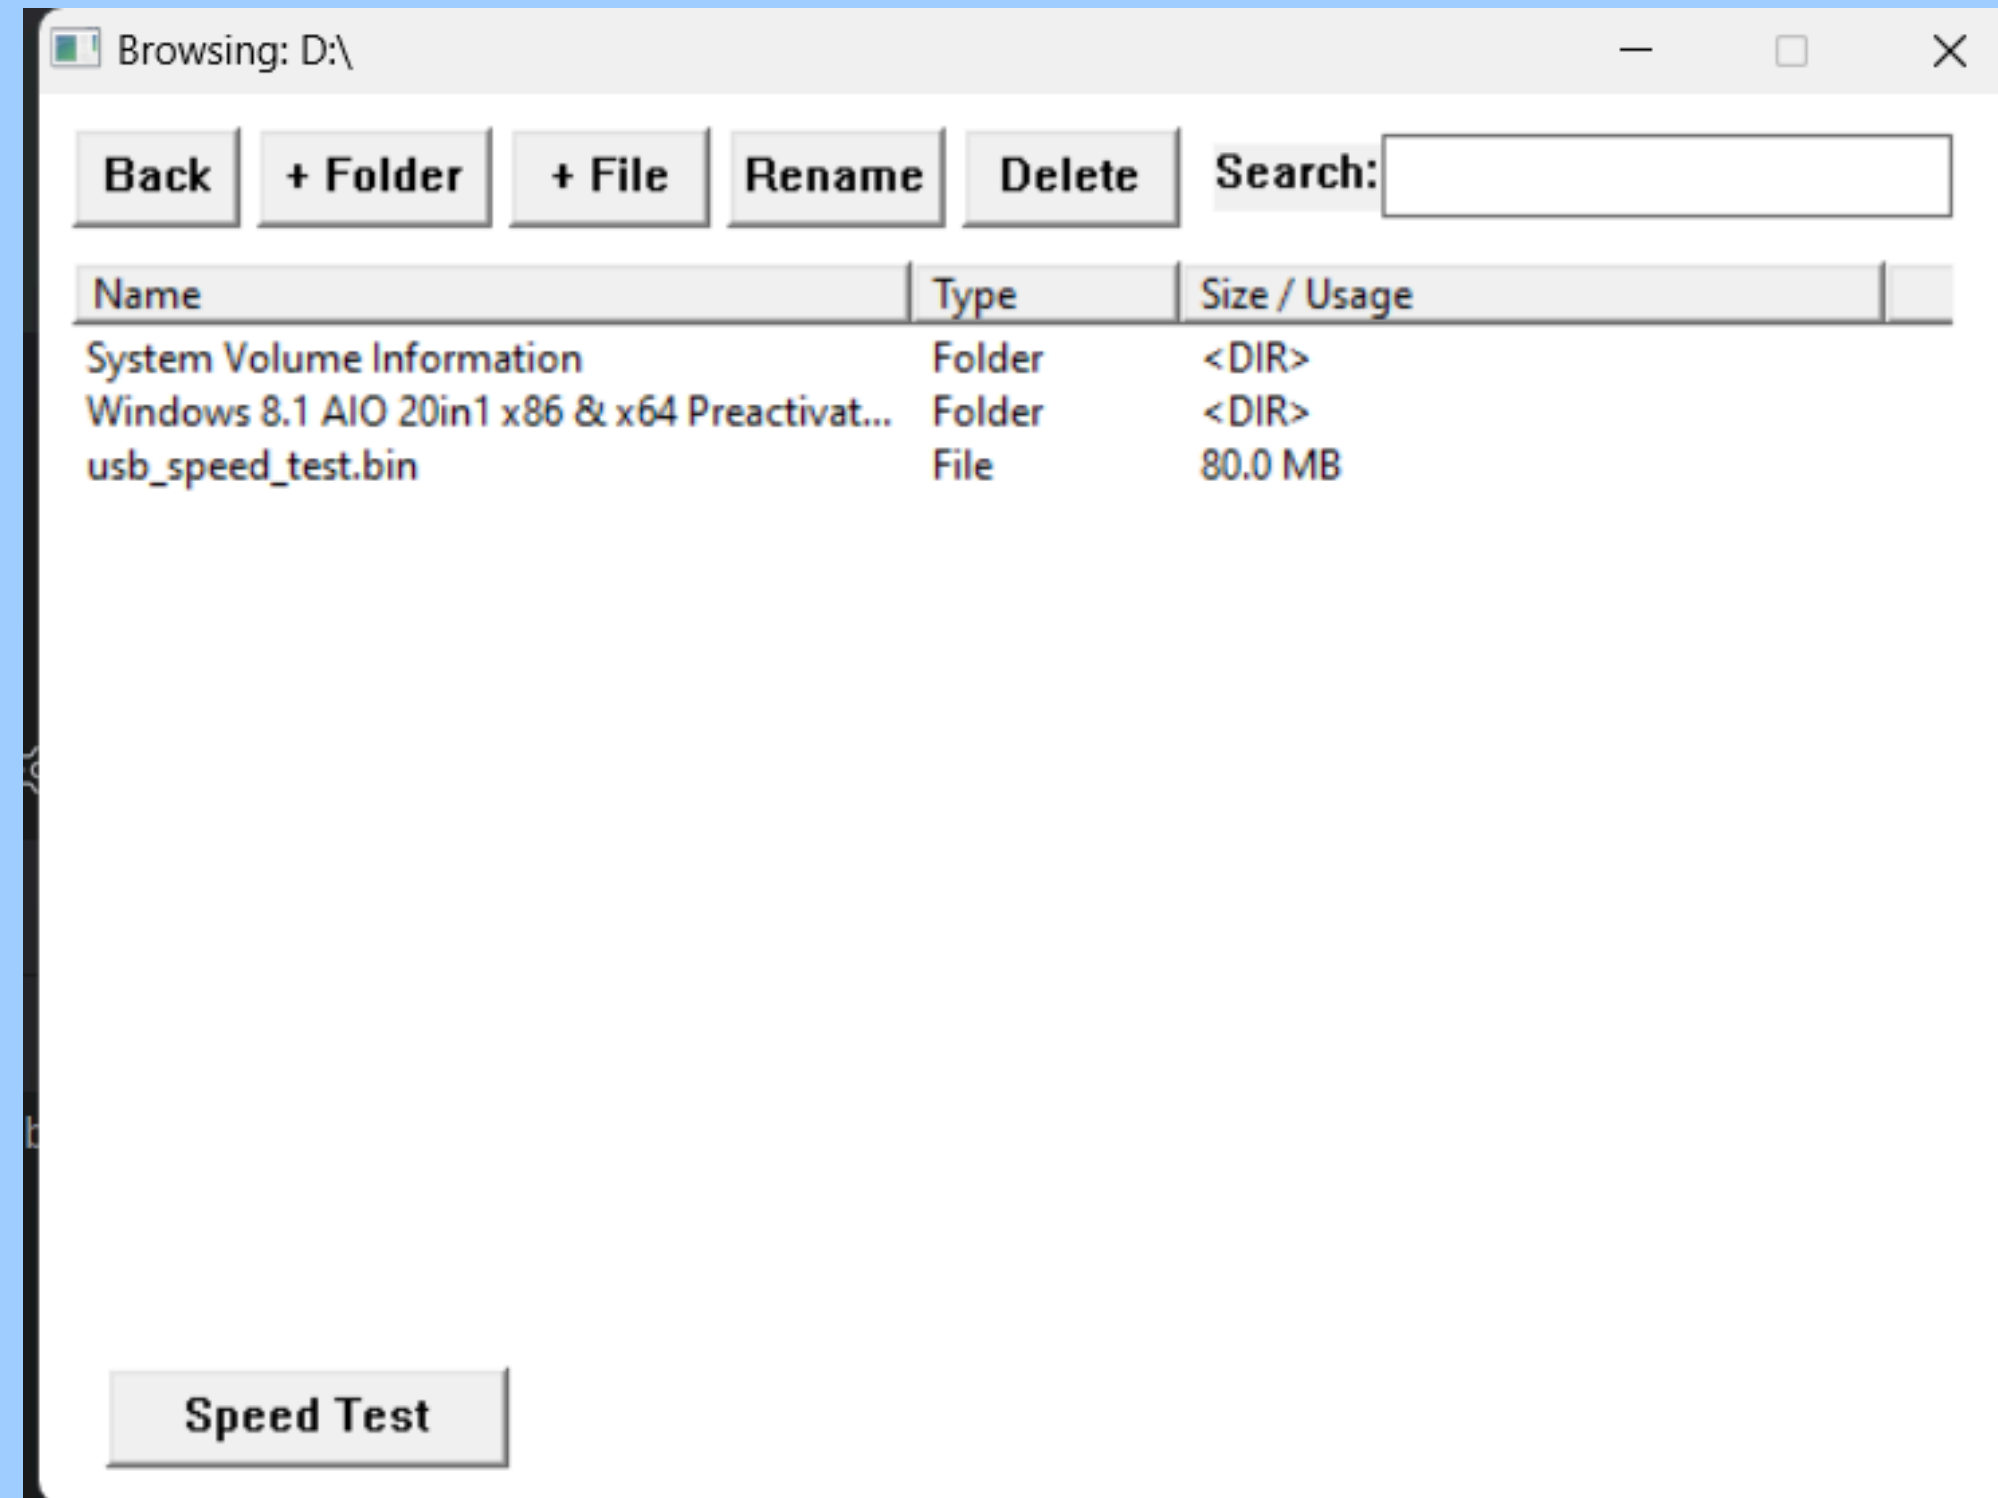 Browsing: D:\
Back + Folder + File Rename Delete Search:
Name Type Size / Usage
System Volume Information Folder <DIR>
Windows 8.1 AIO 20in1 x86 & x64 Preactivat... Folder <DIR>
usb_speed_test.bin File 80.0 MB
Speed Test